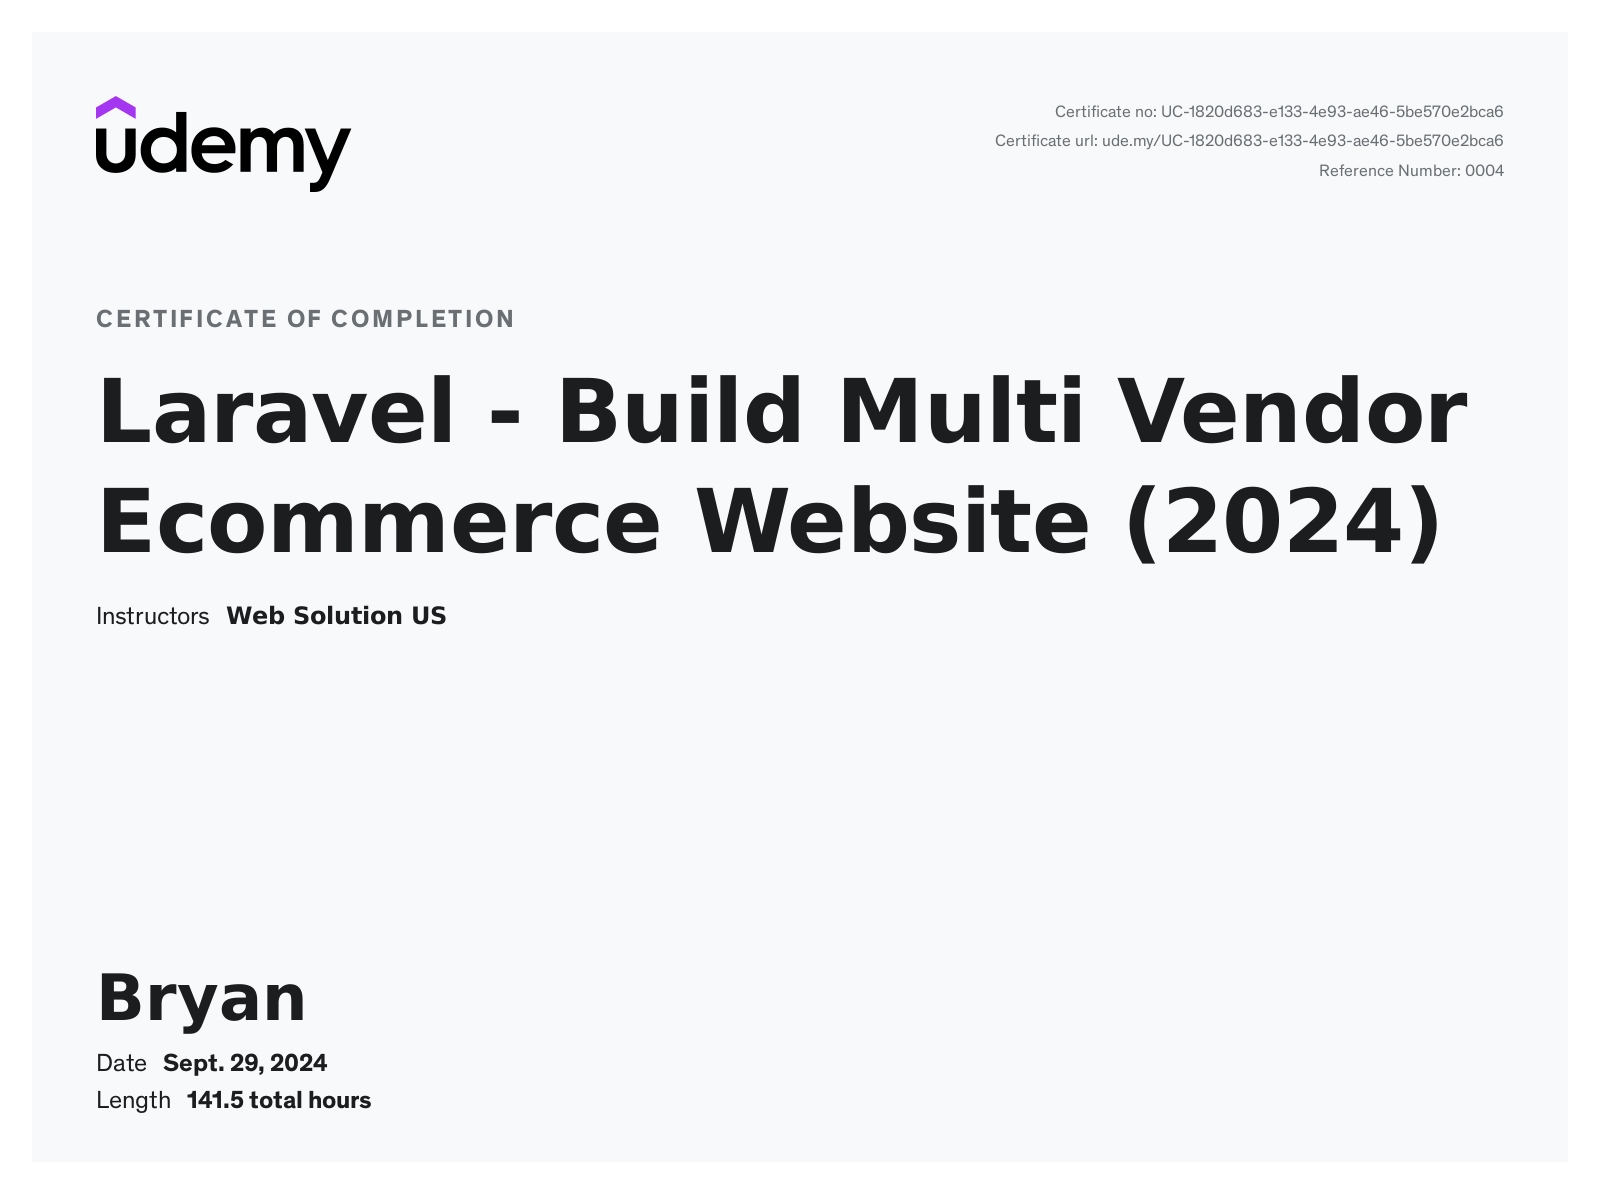 udemy
Certificate no: UC-1820d683-e133-4e93-ae46-5be570e2bca6
Certificate url: ude.my/UC-1820d683-e133-4e93-ae46-5be570e2bca6
Reference Number: 0004
CERTIFICATE OF COMPLETION
Laravel - Build Multi Vendor
Ecommerce Website (2024)
Instructors Web Solution US
Bryan
Date Sept. 29, 2024
Length 141.5 total hours